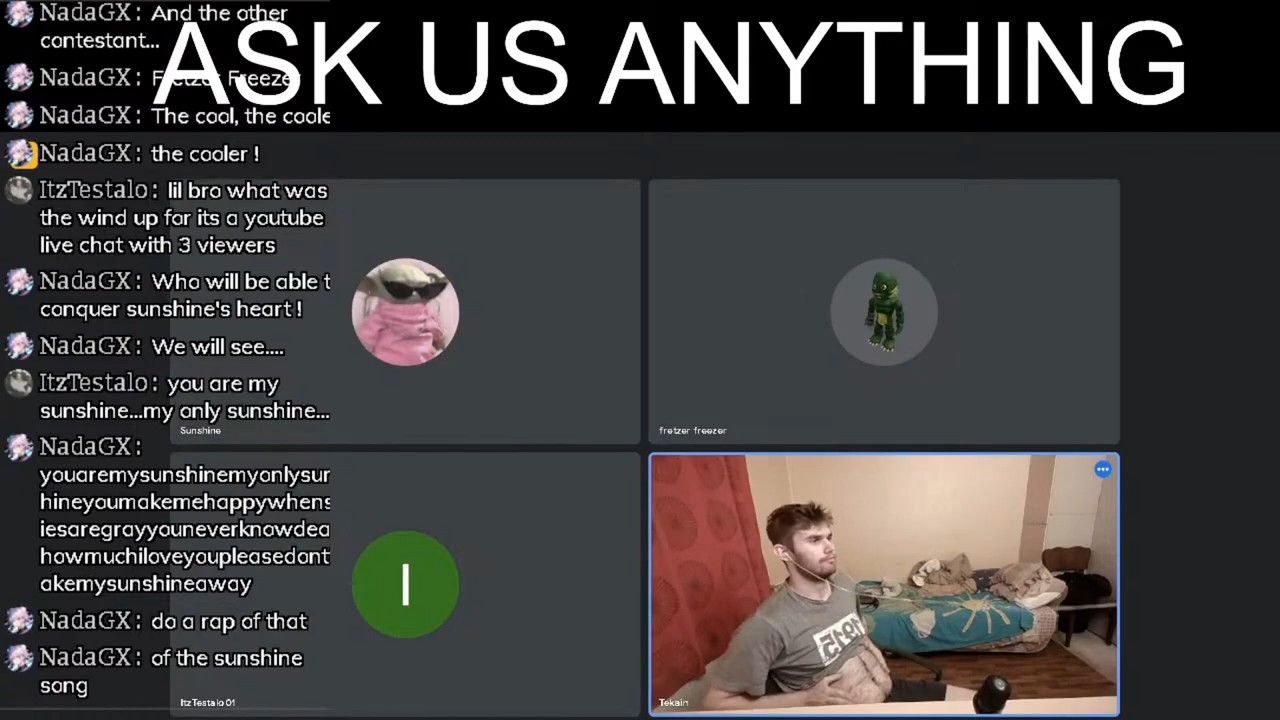 NadaGX: And the other
contestant...
ASK US ANYTHING
NadaGX: Fretzer Freezer
NadaGX: The cool, the coole
NadaGX: the cooler !
ItzTestalo: lil bro what was
the wind up for its a youtube
live chat with 3 viewers
NadaGX: Who will be able t
conquer sunshine's heart !
NadaGX: We will see....
ItzTestalo: you are my
sunshine...my only sunshine...
NadaGX:
youaremysunshinemyonlysun
hineyoumakemehappywhens
iesaregrayyouneverknowdea
howmuchiloveyoupleasedont
akemysunshineaway
NadaGX: do a rap of that
NadaGX: of the sunshine
song
Sunshine
fretzer freezer
I
ItzTestalo 01
Tekain
1975